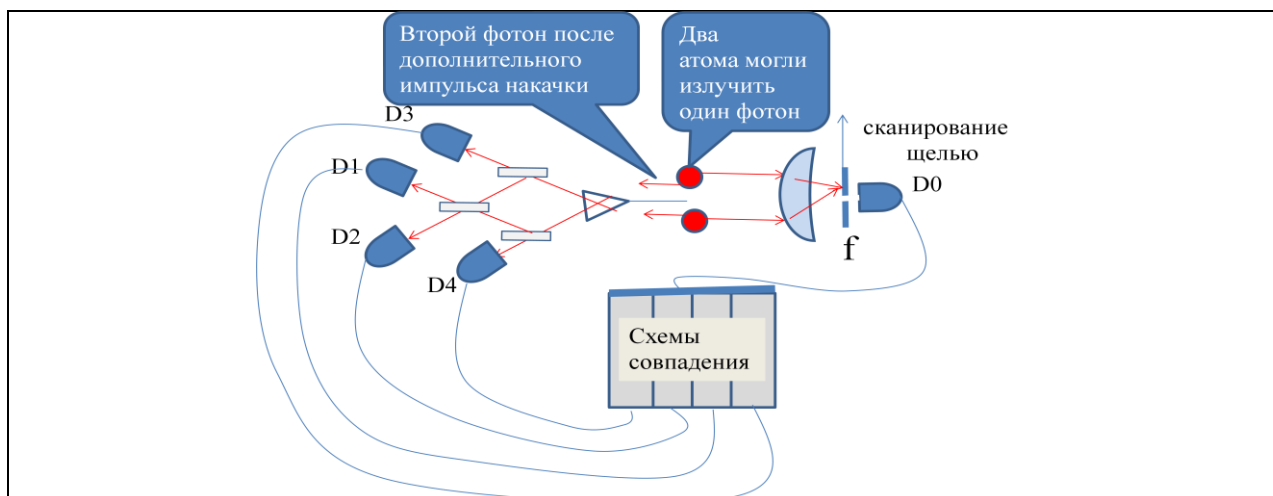 Второй фотон после
дополнительного
импульса накачки
Два
атома могли
излучить
один фотон
сканирование
щелью
D3
D1
D2
D4
D0
f
Схемы
совпадения